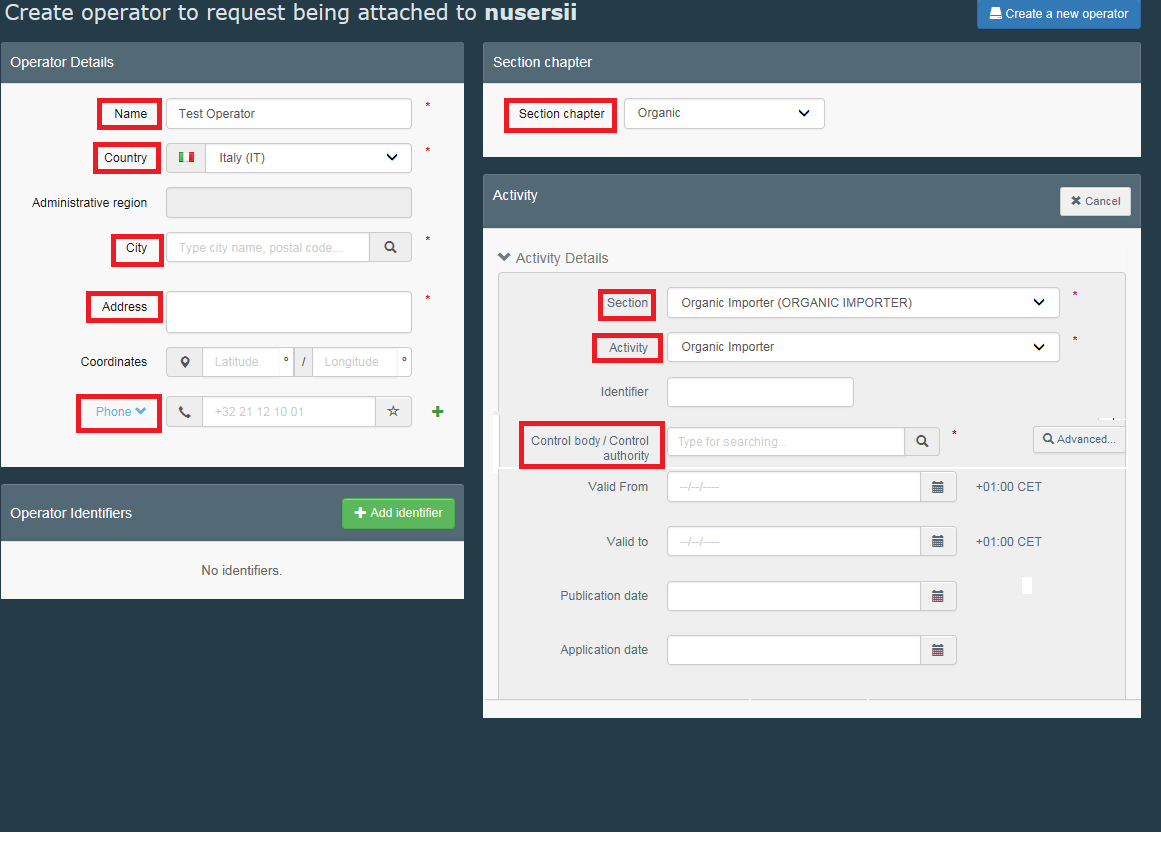 Create operator to request being attached to nusersii
Create a new operator
Operator Details
Name Test Operator *
Country Italy (IT) *
Administrative region
City Type city name, postal code... *
Address *
Coordinates Latitude ° / Longitude °
Phone +32 21 12 10 01
Operator Identifiers
Add identifier
No identifiers.
Section chapter
Section chapter Organic
Activity
Cancel
Activity Details
Section Organic Importer (ORGANIC IMPORTER) *
Activity Organic Importer *
Identifier
Control body / Control
authority
Type for searching... *
Advanced...
Valid From --/--/---- +01:00 CET
Valid to --/--/---- +01:00 CET
Publication date
Application date